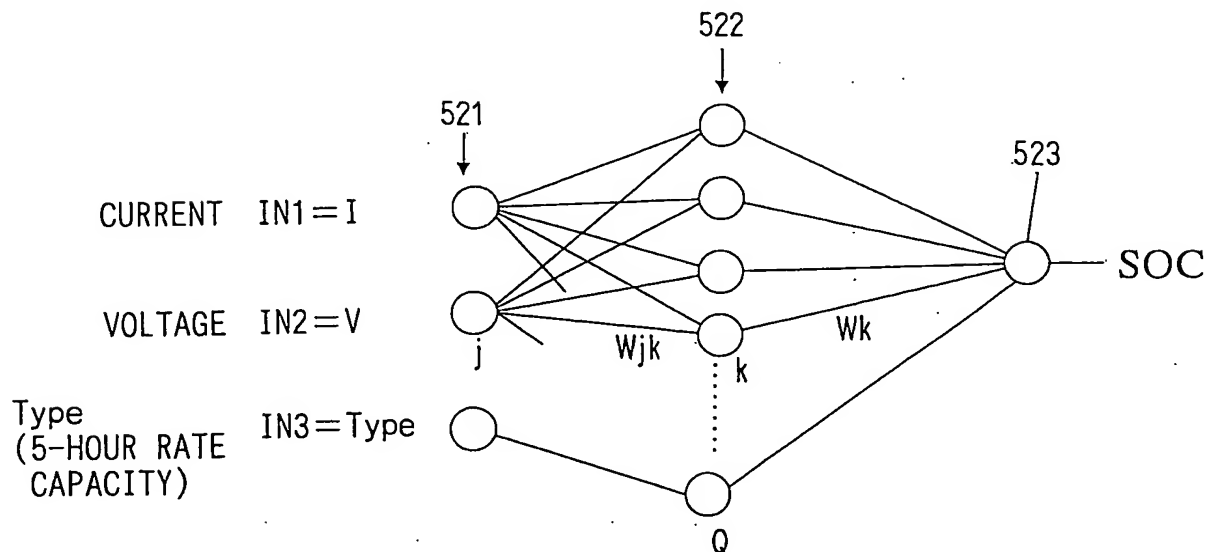 522
521
523
CURRENT IN1=I
SOC
VOLTAGE IN2=V
Wjk
Wk
j
k
Type
(5-HOUR RATE
CAPACITY)
IN3=Type
Q